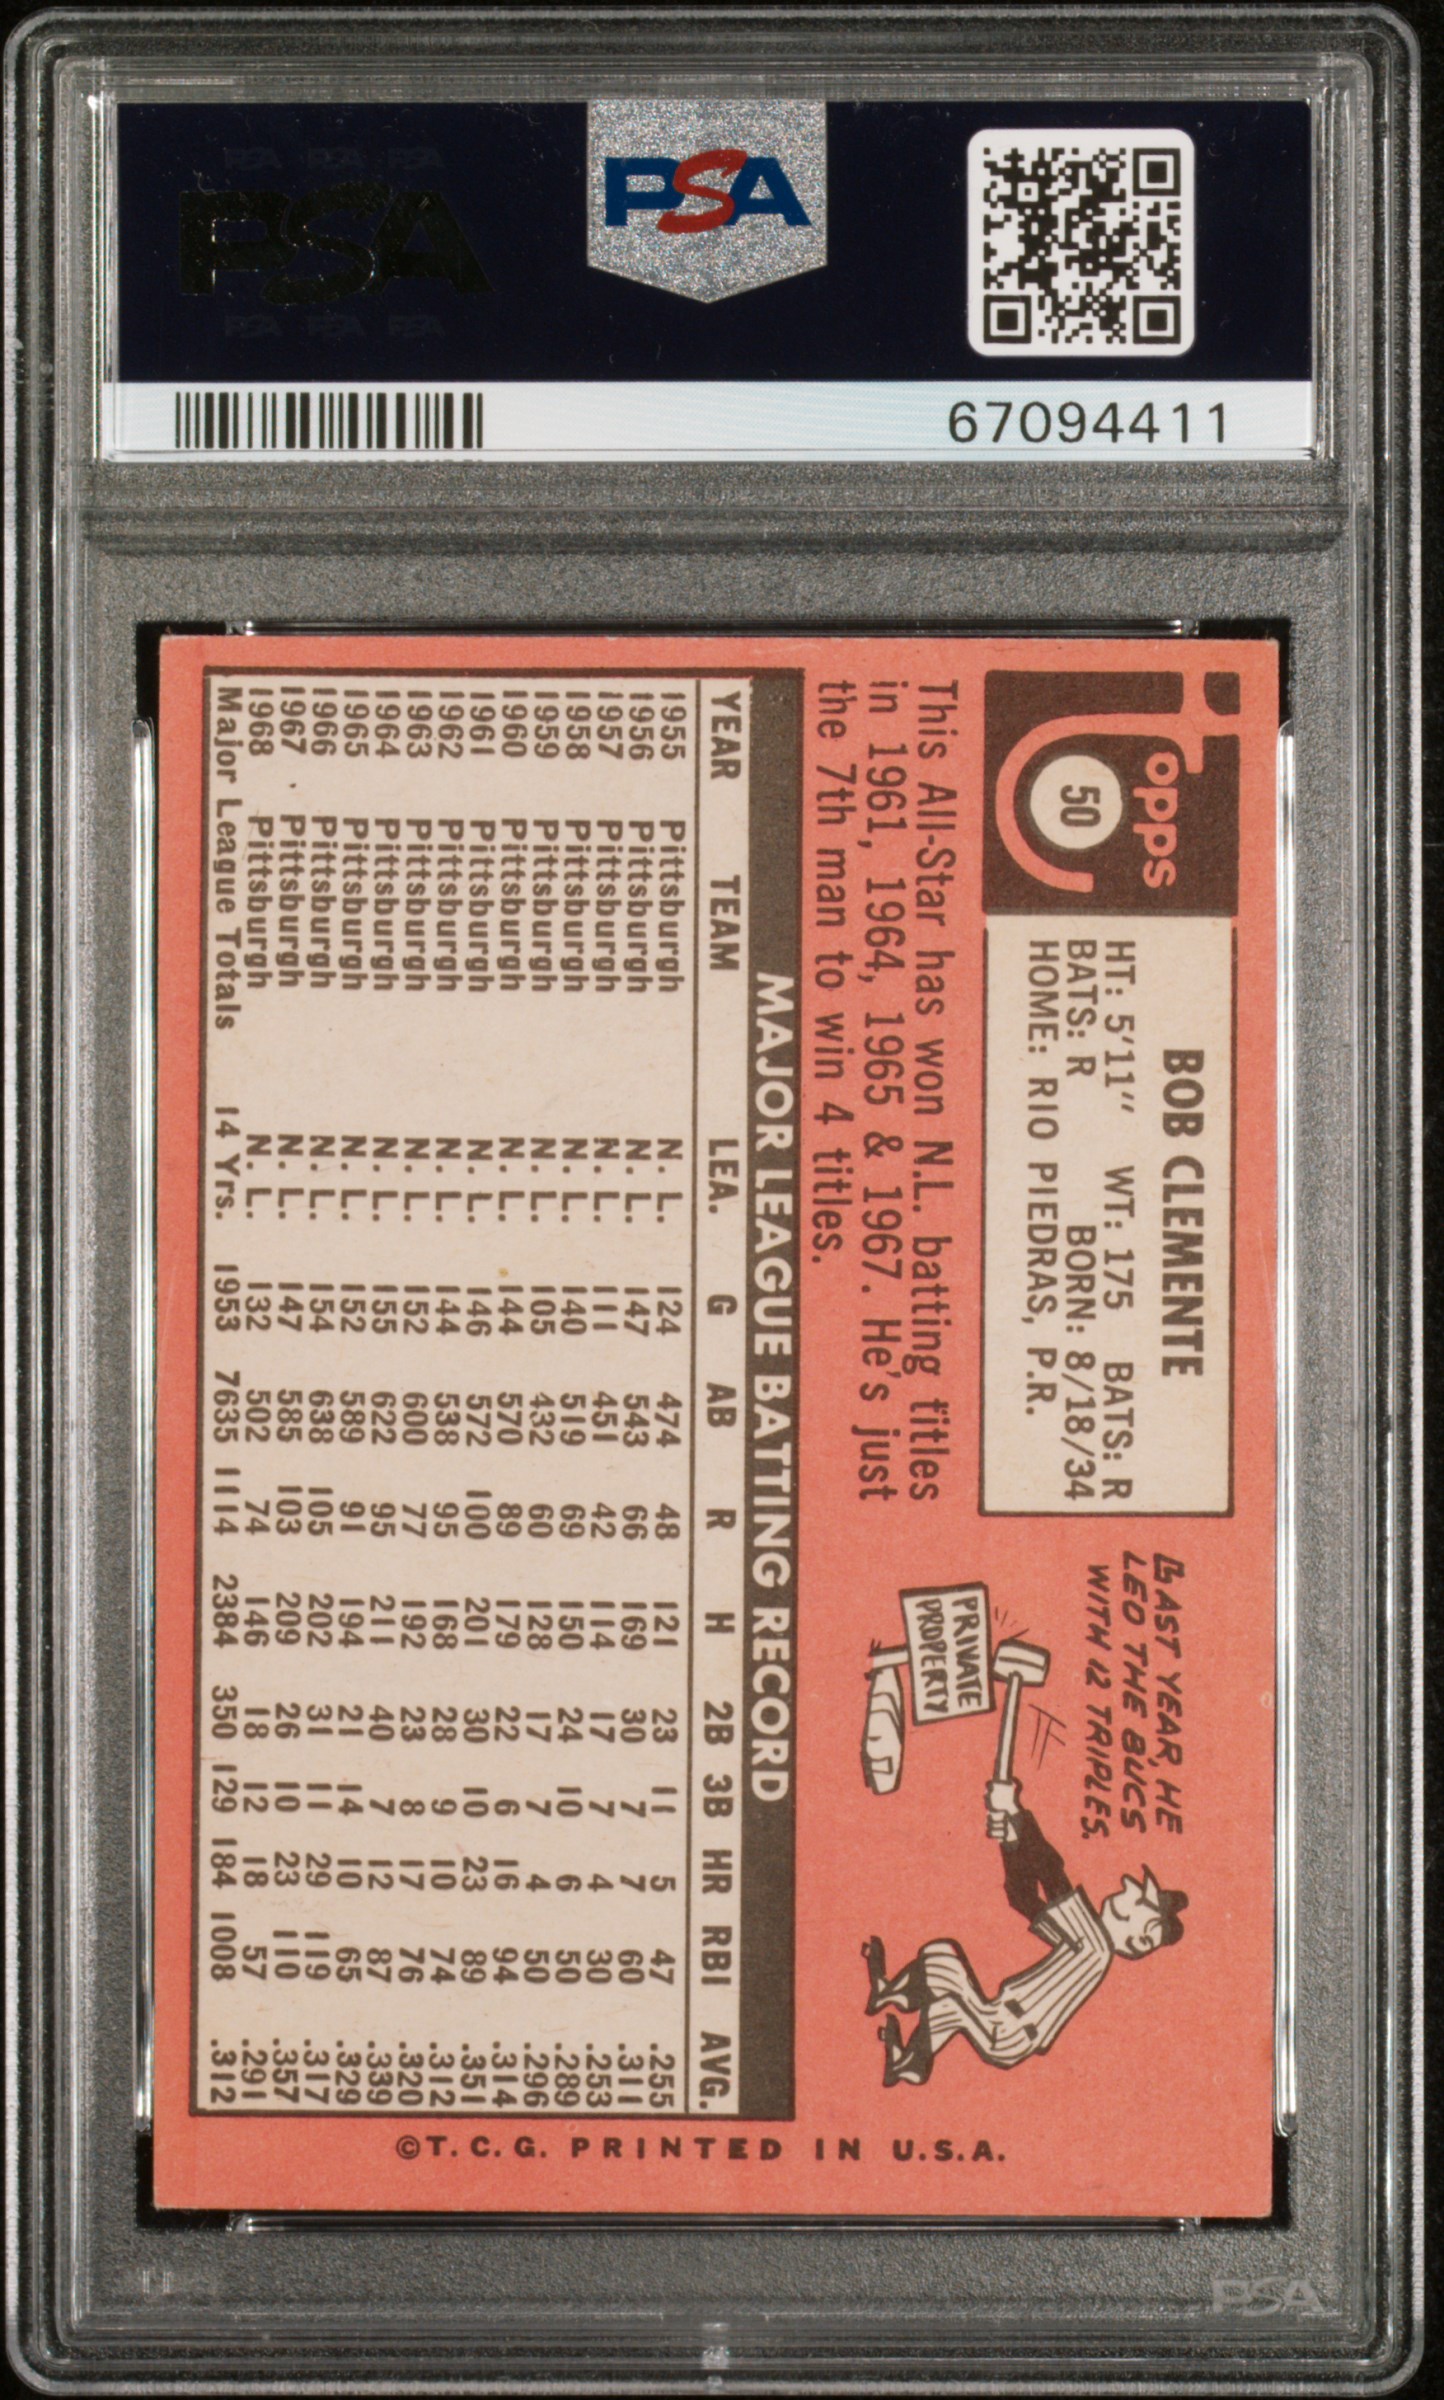 PSA PSA PSA
PSA
PSA PSA PSA
PSA
67094411
Topps
50
BOB CLEMENTE
HT: 5'11" WT: 175 BATS: R
BATS: R BORN: 8/18/34
HOME: RIO PIEDRAS, P.R.
This All-Star has won N.L. batting titles
in 1961, 1964, 1965 & 1967. He's just
the 7th man to win 4 titles.
LAST YEAR, HE
LED THE BUCS
WITH 12 TRIPLES.
PRIVATE
PROPERTY
MAJOR LEAGUE BATTING RECORD
YEAR TEAM LEA. G AB R H 2B 3B HR RBI AVG.
1955 Pittsburgh N. L. 124 474 48 121 23 11 5 47 .255
1956 Pittsburgh N. L. 147 543 66 169 30 7 7 60 .311
1957 Pittsburgh N. L. 111 451 42 114 17 7 4 30 .253
1958 Pittsburgh N. L. 140 519 69 150 24 10 6 50 .289
1959 Pittsburgh N. L. 105 432 60 128 17 7 4 50 .296
1960 Pittsburgh N. L. 144 570 89 179 22 6 16 94 .314
1961 Pittsburgh N. L. 146 572 100 201 30 10 23 89 .351
1962 Pittsburgh N. L. 144 538 95 168 28 9 10 74 .312
1963 Pittsburgh N. L. 152 600 77 192 23 8 17 76 .320
1964 Pittsburgh N. L. 155 622 95 211 40 7 12 87 .339
1965 Pittsburgh N. L. 152 589 91 194 21 14 10 65 .329
1966 Pittsburgh N. L. 154 638 105 202 31 11 29 119 .317
1967 Pittsburgh N. L. 147 585 103 209 26 10 23 110 .357
1968 Pittsburgh N. L. 132 502 74 146 18 12 18 57 .291
Major League Totals 14 Yrs. 1953 7635 1114 2384 350 129 184 1008 .312
©T.C.G. PRINTED IN U.S.A.
PSA